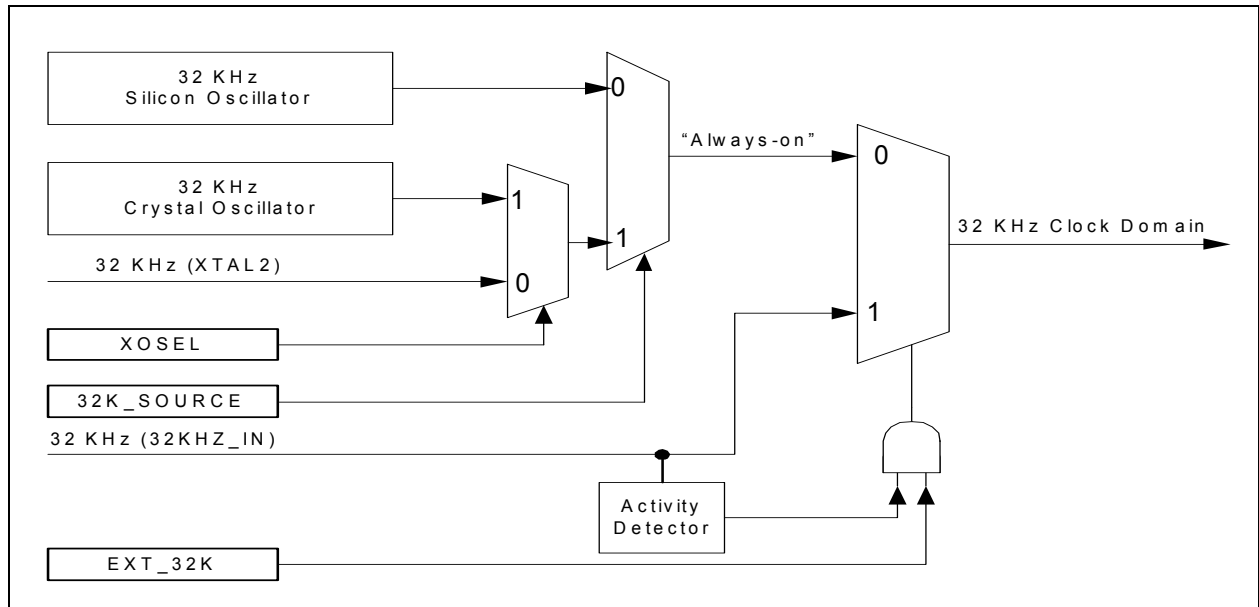 32 KHz
Silicon Oscillator
0
"Always-on"
0
32 KHz
Crystal Oscillator
1
1
32 KHz Clock Domain
32 KHz (XTAL2)
0
1
XOSEL
32K_SOURCE
32 KHz (32KHZ_IN)
Activity
Detector
EXT_32K